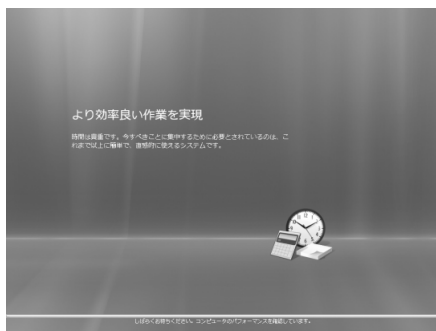 より効率良い作業を実現
時間は貴重です。今すべきことに集中するために必要とされているのは、こ
れまで以上に簡単で、直感的に使えるシステムです。
しばらくお待ちください。コンピュータのパフォーマンスを確認しています。